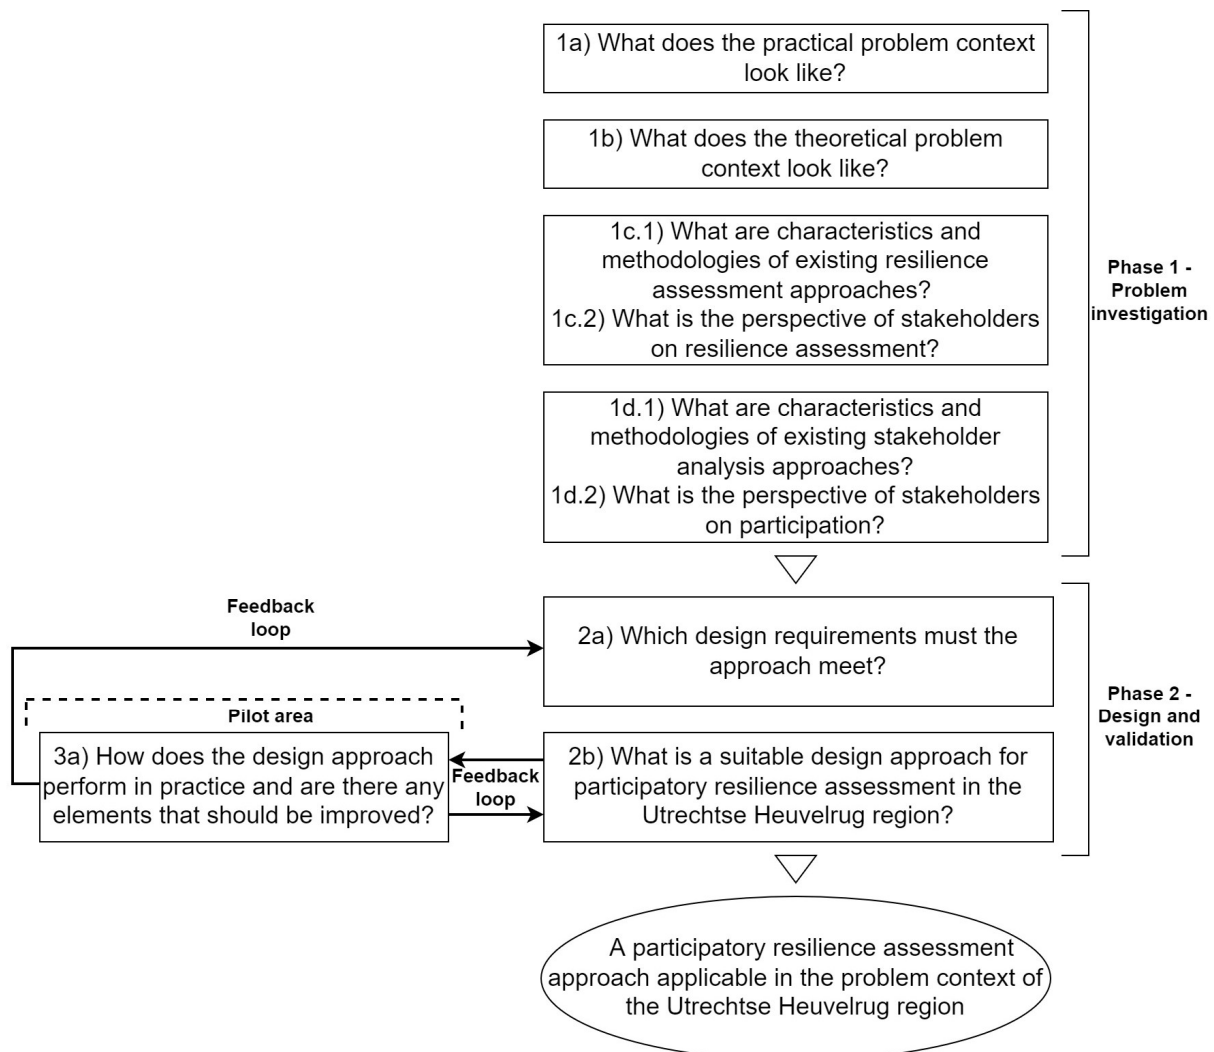 1a) What does the practical problem context
look like?
1b) What does the theoretical problem
context look like?
1c.1) What are characteristics and
methodologies of existing resilience
assessment approaches?
1c.2) What is the perspective of stakeholders
on resilience assessment?
1d.1) What are characteristics and
methodologies of existing stakeholder
analysis approaches?
1d.2) What is the perspective of stakeholders
on participation?
Phase 1 -
Problem
investigation
Feedback
loop
2a) Which design requirements must the
approach meet?
Pilot area
3a) How does the design approach
perform in practice and are there any
elements that should be improved?
Feedback
loop
2b) What is a suitable design approach for
participatory resilience assessment in the
Utrechtse Heuvelrug region?
Phase 2 -
Design and
validation
A participatory resilience assessment
approach applicable in the problem context of
the Utrechtse Heuvelrug region